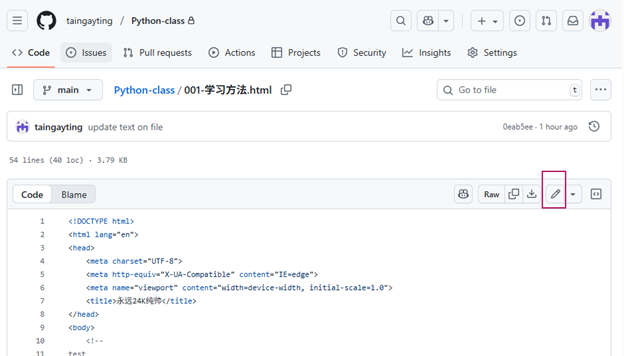 taingayting / Python-class
Code Issues Pull requests Actions Projects Security Insights Settings
main Python-class / 001-学习方法.html Go to file t
taingayting update text on file 0eab5ee · 1 hour ago
54 lines (40 loc) · 3.79 KB
Code Blame Raw
1 <!DOCTYPE html>
2 <html lang="en">
3 <head>
4 <meta charset="UTF-8">
5 <meta http-equiv="X-UA-Compatible" content="IE=edge">
6 <meta name="viewport" content="width=device-width, initial-scale=1.0">
7 <title>永远24K纯帅</title>
8 </head>
9 <body>
10 <!--
11 test